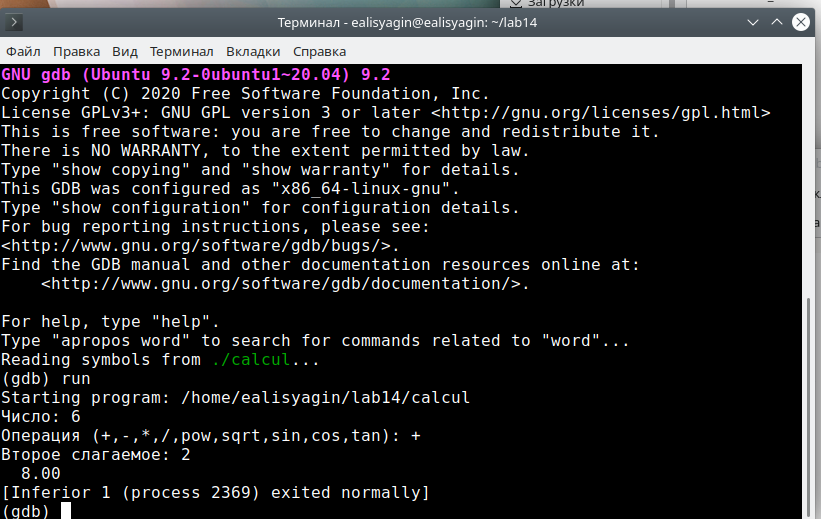 Загрузки
Терминал - ealisyagin@ealisyagin: ~/lab14
Файл Правка Вид Терминал Вкладки Справка
GNU gdb (Ubuntu 9.2-0ubuntu1~20.04) 9.2
Copyright (C) 2020 Free Software Foundation, Inc.
License GPLv3+: GNU GPL version 3 or later <http://gnu.org/licenses/gpl.html>
This is free software: you are free to change and redistribute it.
There is NO WARRANTY, to the extent permitted by law.
Type "show copying" and "show warranty" for details.
This GDB was configured as "x86_64-linux-gnu".
Type "show configuration" for configuration details.
For bug reporting instructions, please see:
<http://www.gnu.org/software/gdb/bugs/>.
Find the GDB manual and other documentation resources online at:
    <http://www.gnu.org/software/gdb/documentation/>.

For help, type "help".
Type "apropos word" to search for commands related to "word"...
Reading symbols from ./calcul...
(gdb) run
Starting program: /home/ealisyagin/lab14/calcul
Число: 6
Операция (+,-,*,/,pow,sqrt,sin,cos,tan): +
Второе слагаемое: 2
  8.00
[Inferior 1 (process 2369) exited normally]
(gdb)